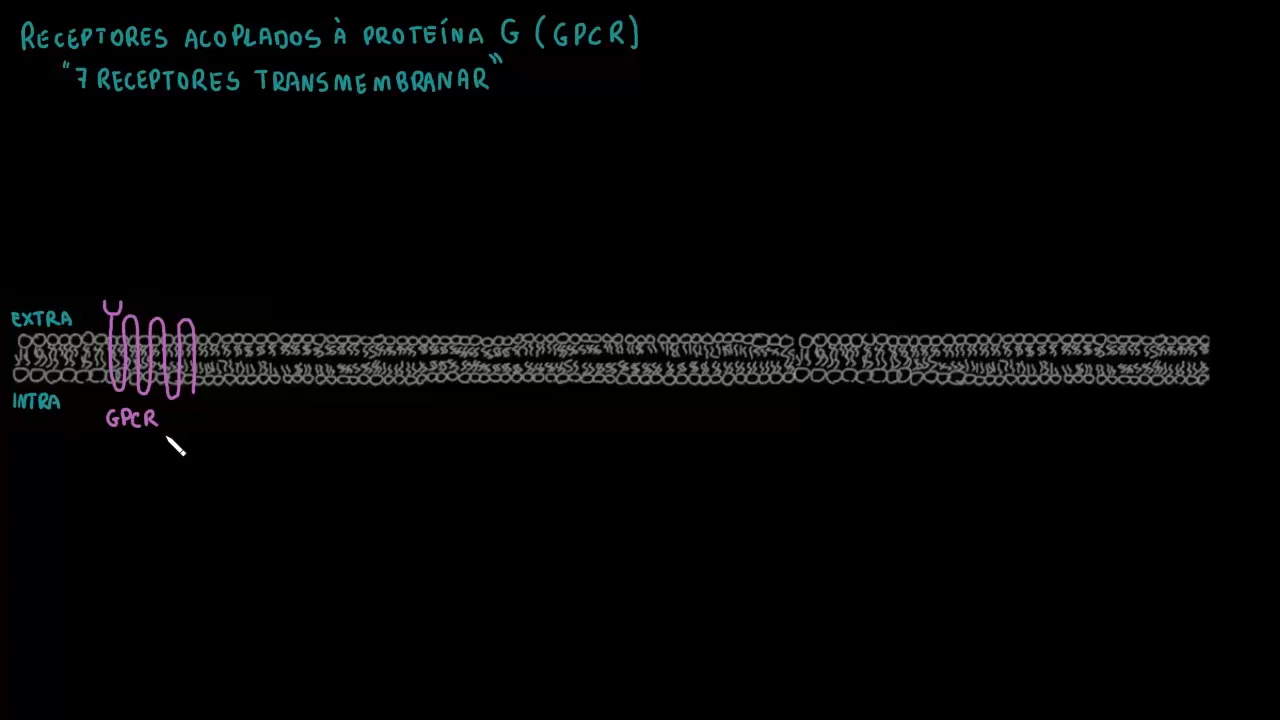 RECEPTORES ACOPLADOS À PROTEÍNA G (GPCR)
"7 RECEPTORES TRANSMEMBRANAR"
EXTRA
INTRA
GPCR